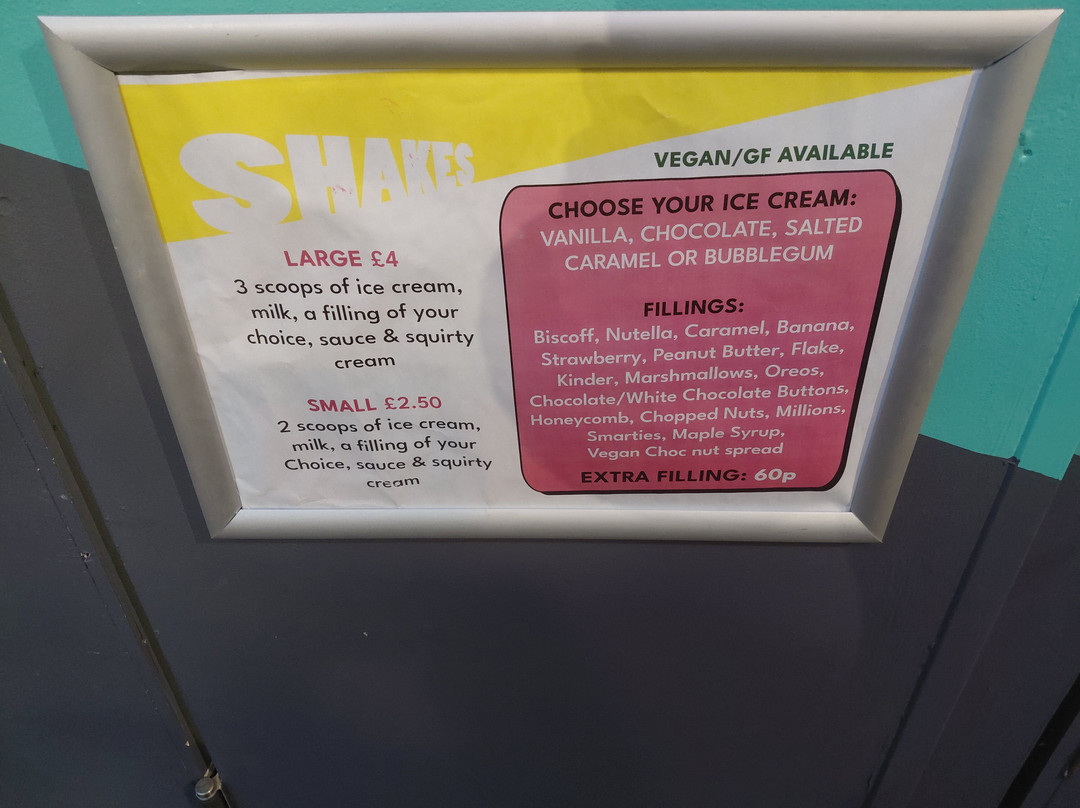 SHAKES
LARGE £4
3 scoops of ice cream,
milk, a filling of your
choice, sauce & squirty
cream
SMALL £2.50
2 scoops of ice cream,
milk, a filling of your
Choice, sauce & squirty
cream
VEGAN/GF AVAILABLE
CHOOSE YOUR ICE CREAM:
VANILLA, CHOCOLATE, SALTED
CARAMEL OR BUBBLEGUM
FILLINGS:
Biscoff, Nutella, Caramel, Banana,
Strawberry, Peanut Butter, Flake,
Kinder, Marshmallows, Oreos,
Chocolate/White Chocolate Buttons,
Honeycomb, Chopped Nuts, Millions,
Smarties, Maple Syrup,
Vegan Choc nut spread
EXTRA FILLING: 60p